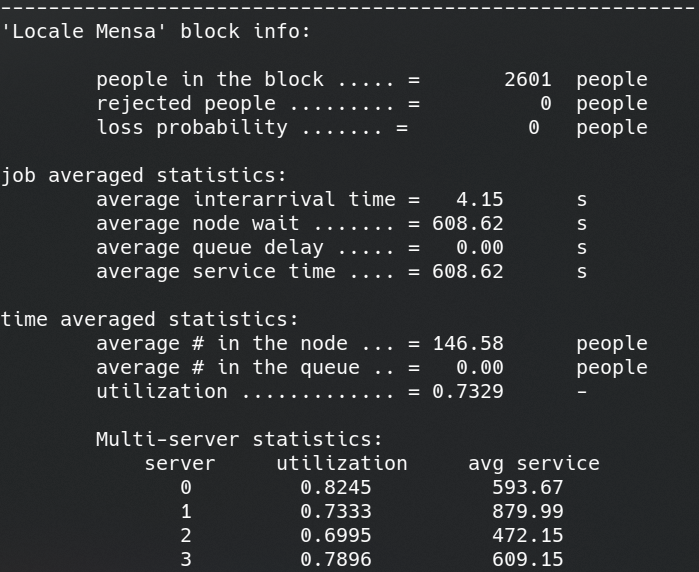 ----------------------------------------------------------
'Locale Mensa' block info:
people in the block ..... = 2601 people
rejected people ......... = 0 people
loss probability ....... = 0 people
job averaged statistics:
average interarrival time = 4.15 s
average node wait ....... = 608.62 s
average queue delay ..... = 0.00 s
average service time .... = 608.62 s
time averaged statistics:
average # in the node ... = 146.58 people
average # in the queue .. = 0.00 people
utilization ............. = 0.7329 -
Multi-server statistics:
server utilization avg service
0 0.8245 593.67
1 0.7333 879.99
2 0.6995 472.15
3 0.7896 609.15